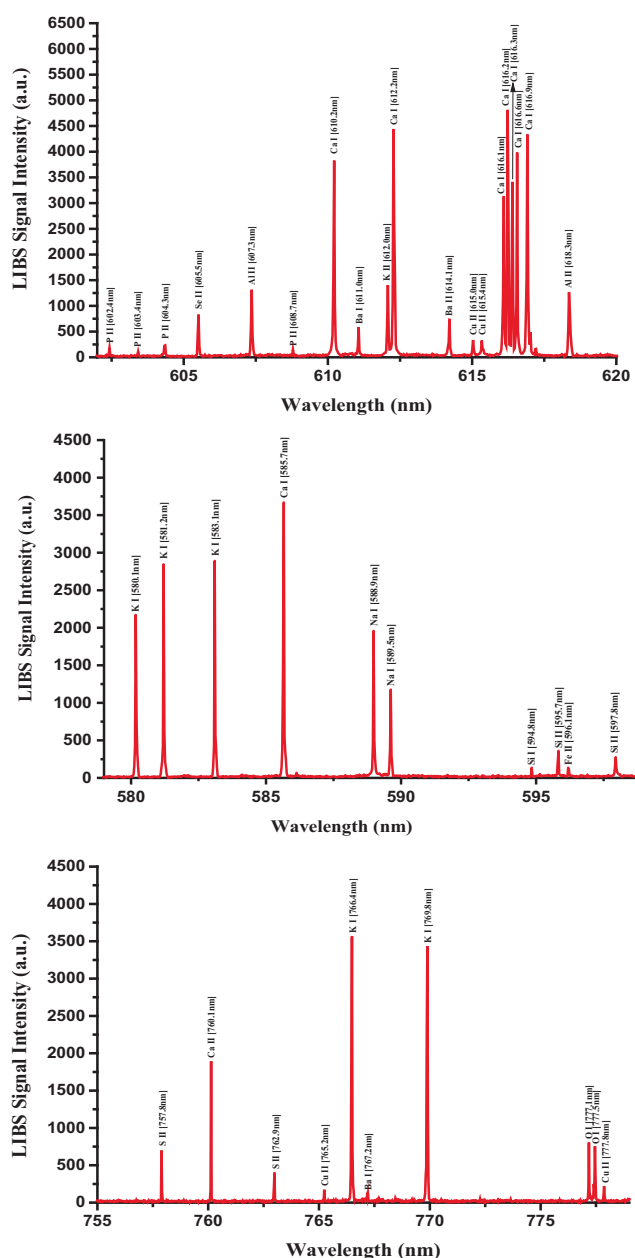 LIBS Signal Intensity (a.u.)
6500
6000
5500
5000
4500
4000
3500
3000
2500
2000
1500
1000
500
0
P II [602.4nm]
P II [603.4nm]
P II [604.3nm]
Se II [605.5nm]
Al II [607.3nm]
P II [608.7nm]
Ca I [610.2nm]
Ba I [611.0nm]
K II [612.0nm]
Ca I [612.2nm]
Ba II [614.1nm]
Cu II [615.0nm]
Cu II [615.4nm]
Ca I [616.1nm]
Ca I [616.2nm]
Ca I [616.3nm]
Ca I [616.6nm]
Ca I [616.9nm]
Al II [618.3nm]
605
610
615
620
Wavelength (nm)
LIBS Signal Intensity (a.u.)
4500
4000
3500
3000
2500
2000
1500
1000
500
0
K I [580.1nm]
K I [581.2nm]
K I [583.1nm]
Ca I [585.7nm]
Na I [588.9nm]
Na I [589.5nm]
Si I [594.8nm]
Si II [595.7nm]
Fe II [596.1nm]
Si II [597.8nm]
580
585
590
595
Wavelength (nm)
LIBS Signal Intensity (a.u.)
4500
4000
3500
3000
2500
2000
1500
1000
500
0
S II [757.8nm]
Ca II [760.1nm]
S II [762.9nm]
Cu II [765.2nm]
K I [766.4nm]
Ba I [767.2nm]
K I [769.8nm]
O I [777.1nm]
O I [777.5nm]
Cu II [777.8nm]
755
760
765
770
775
Wavelength (nm)